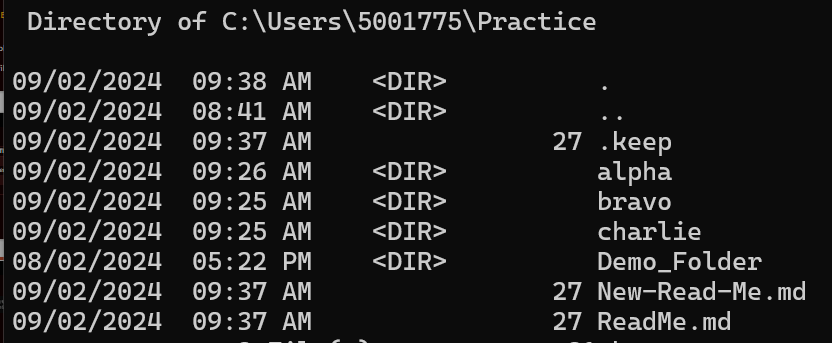 Directory of C:\Users\5001775\Practice
09/02/2024  09:38 AM    <DIR>          .
09/02/2024  08:41 AM    <DIR>          ..
09/02/2024  09:37 AM                27 .keep
09/02/2024  09:26 AM    <DIR>          alpha
09/02/2024  09:25 AM    <DIR>          bravo
09/02/2024  09:25 AM    <DIR>          charlie
08/02/2024  05:22 PM    <DIR>          Demo_Folder
09/02/2024  09:37 AM                27 New-Read-Me.md
09/02/2024  09:37 AM                27 ReadMe.md